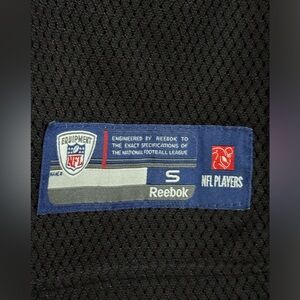 EQUIPMENT
NFL
ENGINEERED BY REEBOK TO
THE EXACT SPECIFICATIONS OF
THE NATIONAL FOOTBALL LEAGUE
S
Reebok
NFL PLAYERS